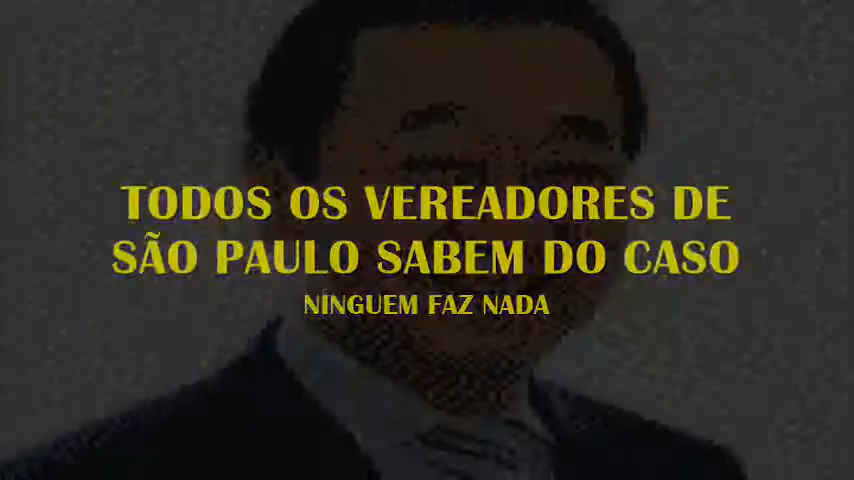 TODOS OS VEREADORES DE
SÃO PAULO SABEM DO CASO
NINGUEM FAZ NADA